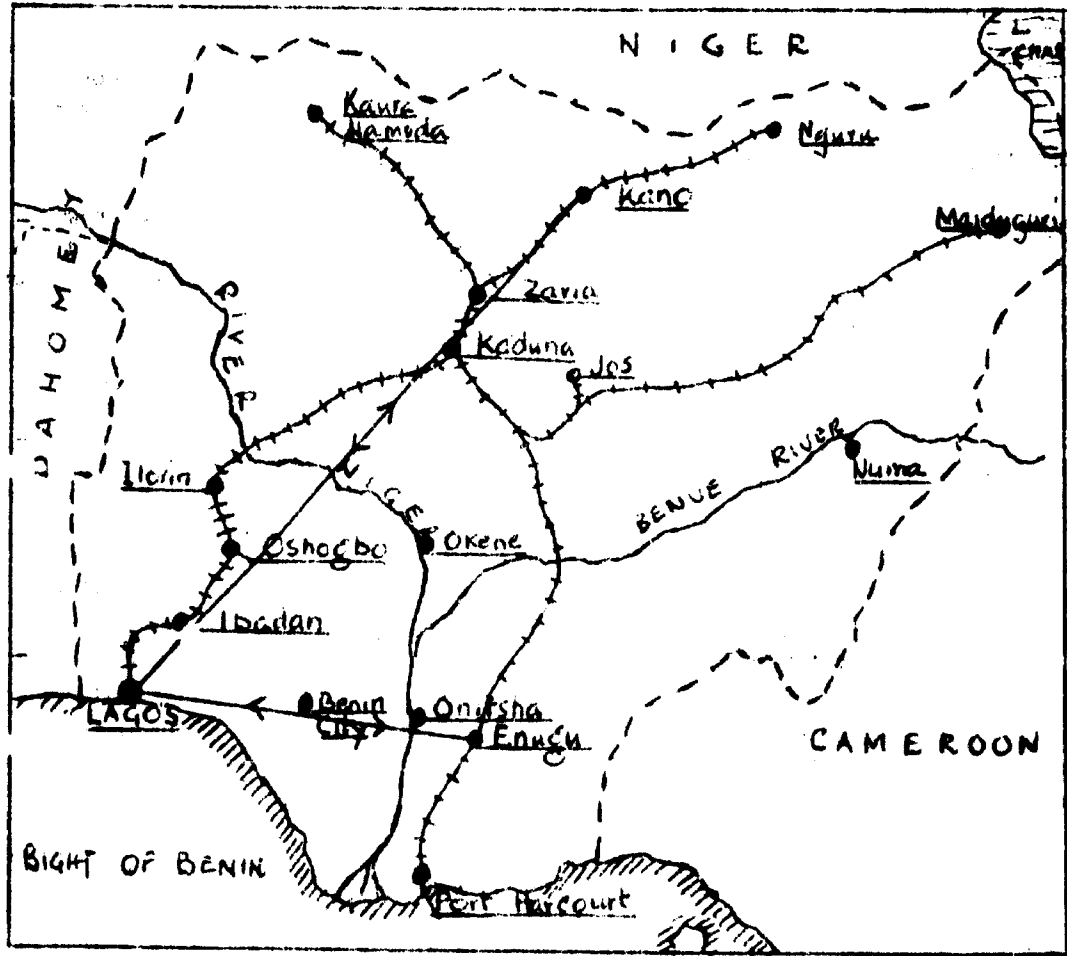 NIGER
L
CHAD
Kaura
Namoda
Nguru
Kano
Maiduguri
DAHOMEY
RIVER
Zaria
Kaduna
Jos
RIVER
Numa
Ilorin
NIGER
BENUE
Oshogbo
Okene
Ibadan
LAGOS
Benin
City
Onitsha
Enugu
CAMEROON
BIGHT OF BENIN
Port Harcourt